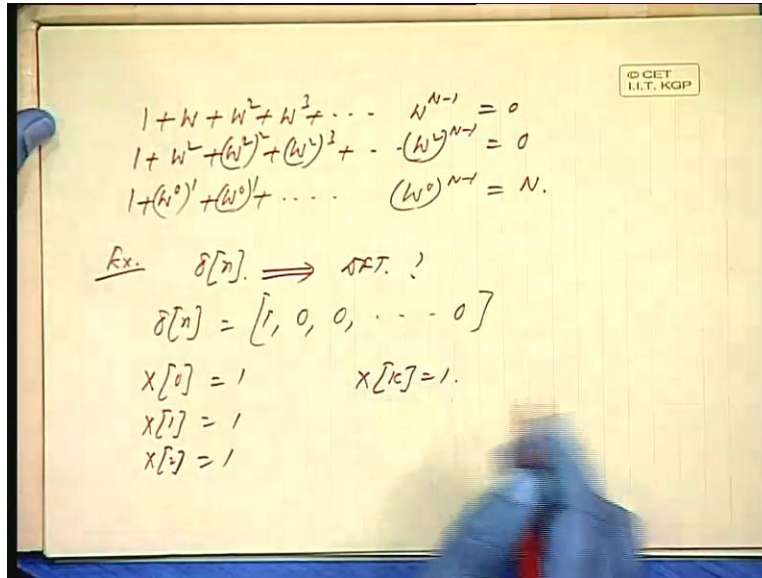 © CET
I.I.T. KGP
1 + W + W² + W³ + ···· W^(N-1) = 0
1 + W² + (W²)² + (W²)³ + ·· ·(W²)^(N-1) = 0
1 + (W⁰)¹ + (W⁰)¹ + ···· (W⁰)^(N-1) = N.
Ex. δ[n]. ⟹ DFT. ?
δ[n] = [1, 0, 0, ···· 0]
X[0] = 1 X[k] = 1.
X[1] = 1
X[2] = 1